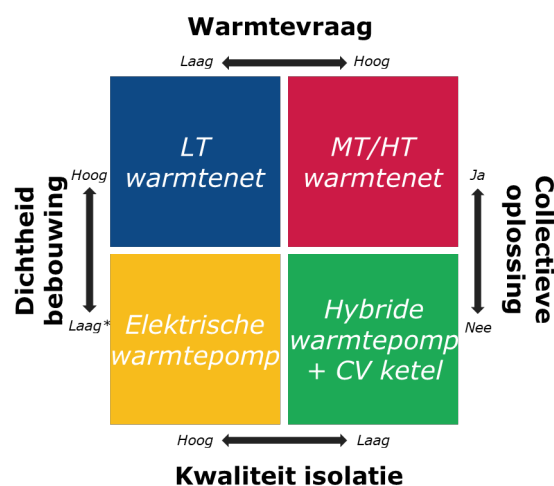 Warmtevraag
Laag
Hoog
LT
warmtenet
MT/HT
warmtenet
Dichtheid
bebouwing
Hoog
Laag*
Collectieve
oplossing
Ja
Nee
Elektrische
warmtepomp
Hybride
warmtepomp
+ CV ketel
Hoog
Laag
Kwaliteit isolatie